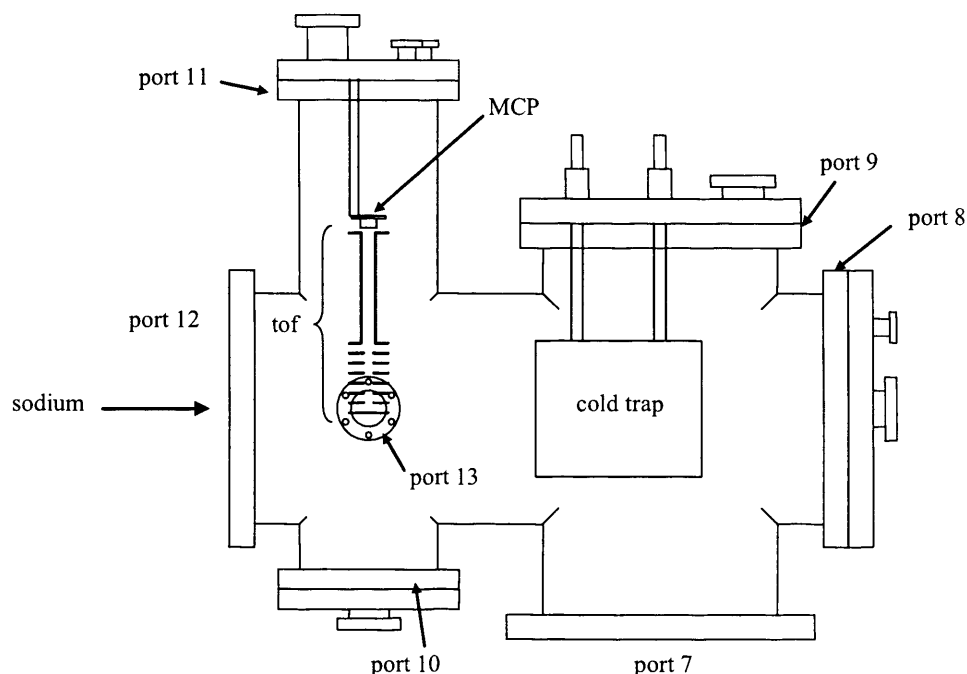 port 11
MCP
port 9
port 8
port 12
tof
sodium
cold trap
port 13
port 10
port 7